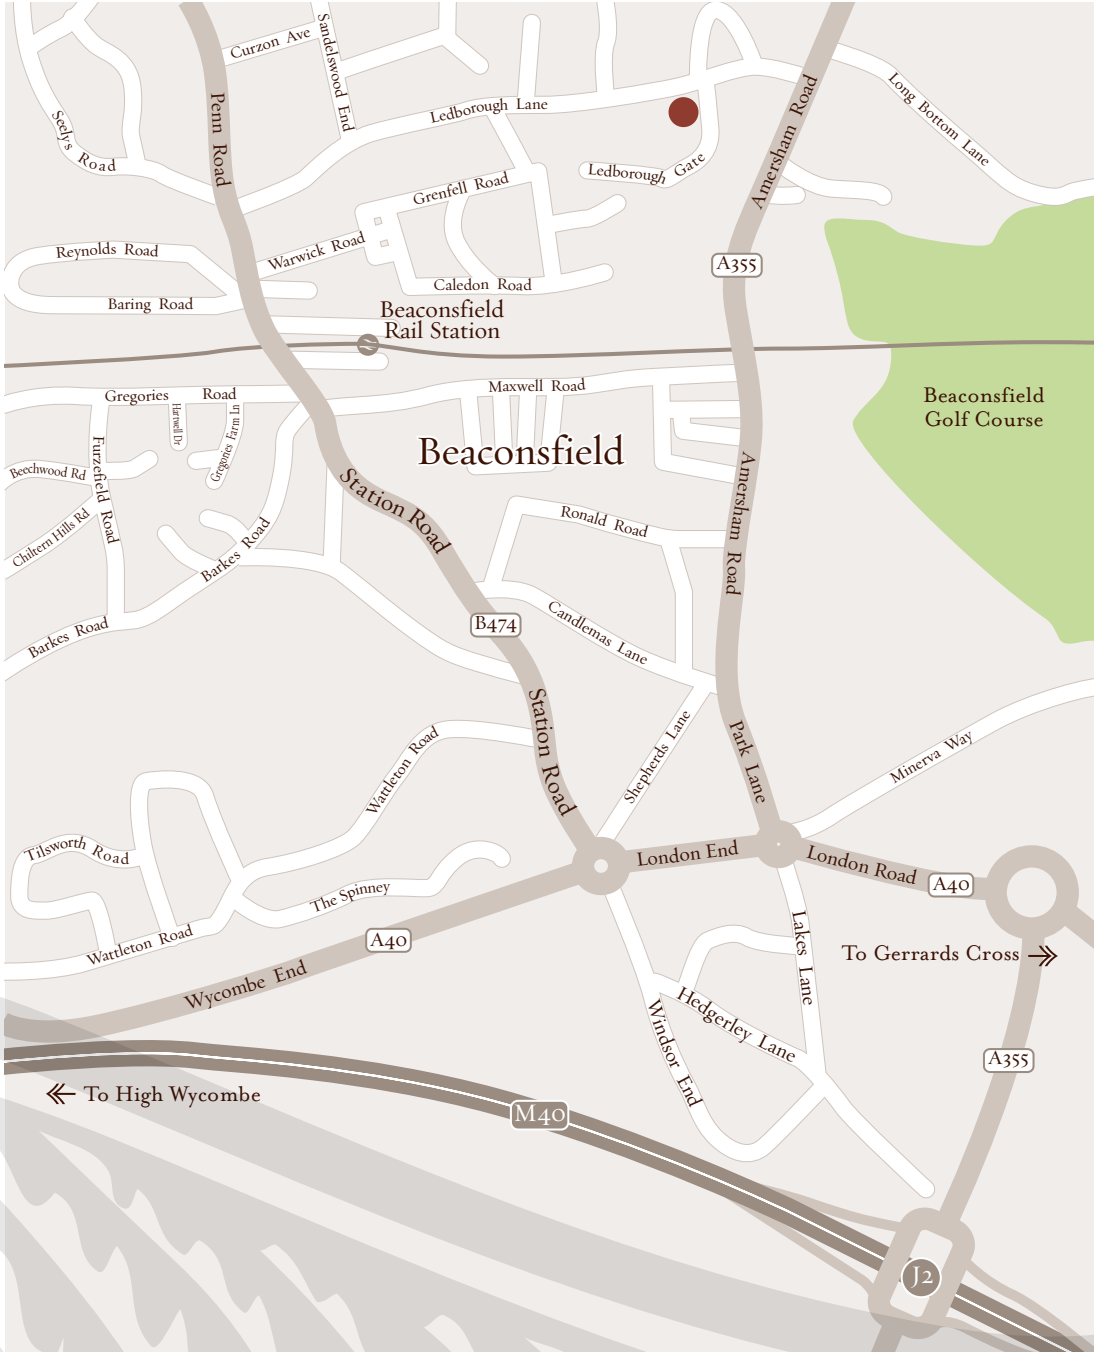 Curzon Ave
Sandelswood End
Penn Road
Seelys Road
Ledborough Lane
Ledborough Gate
Amersham Road
Long Bottom Lane
Grenfell Road
Warwick Road
Caledon Road
Reynolds Road
Baring Road
A355
Beaconsfield
Rail Station
Gregories Road
Hartwell Dr
Gregories Farm Ln
Maxwell Road
Beaconsfield
Golf Course
Beaconsfield
Furzefield Road
Beechwood Rd
Chiltern Hills Rd
Barkes Road
Barkes Road
Station Road
Ronald Road
Amersham Road
B474
Candlemas Lane
Station Road
Shepherds Lane
Park Lane
Minerva Way
Wattleton Road
Tilsworth Road
The Spinney
Wattleton Road
London End
London Road
A40
A40
Wycombe End
Lakes Lane
To Gerrards Cross
Hedgerley Lane
Windsor End
A355
To High Wycombe
M40
J2